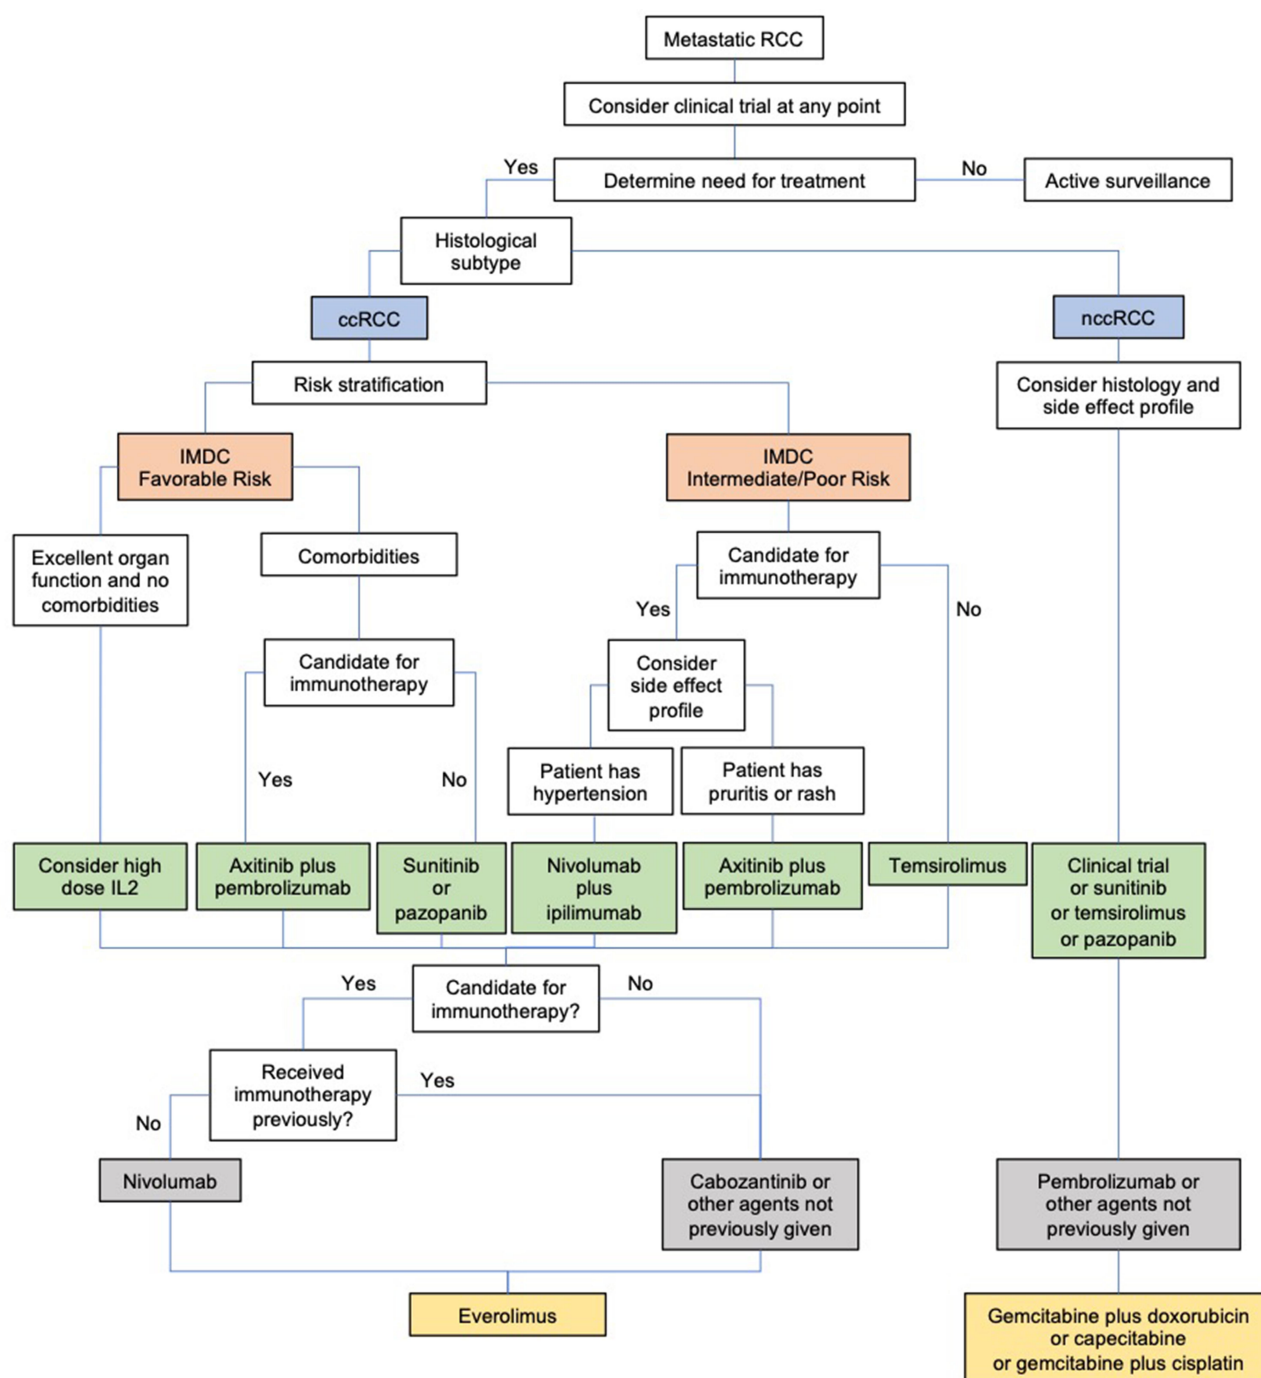 Metastatic RCC
Consider clinical trial at any point
Yes
Determine need for treatment
No
Active surveillance
Histological
subtype
ccRCC
nccRCC
Risk stratification
Consider histology and
side effect profile
IMDC
Favorable Risk
IMDC
Intermediate/Poor Risk
Excellent organ
function and no
comorbidities
Comorbidities
Candidate for
immunotherapy
Yes
No
Candidate for
immunotherapy
Consider
side effect
profile
Yes
No
Patient has
hypertension
Patient has
pruritis or rash
Consider high
dose IL2
Axitinib plus
pembrolizumab
Sunitinib
or
pazopanib
Nivolumab
plus
ipilimumab
Axitinib plus
pembrolizumab
Temsirolimus
Clinical trial
or sunitinib
or temsirolimus
or pazopanib
Yes
Candidate for
immunotherapy?
No
Received
immunotherapy
previously?
Yes
No
Nivolumab
Cabozantinib or
other agents not
previously given
Pembrolizumab or
other agents not
previously given
Everolimus
Gemcitabine plus doxorubicin
or capecitabine
or gemcitabine plus cisplatin